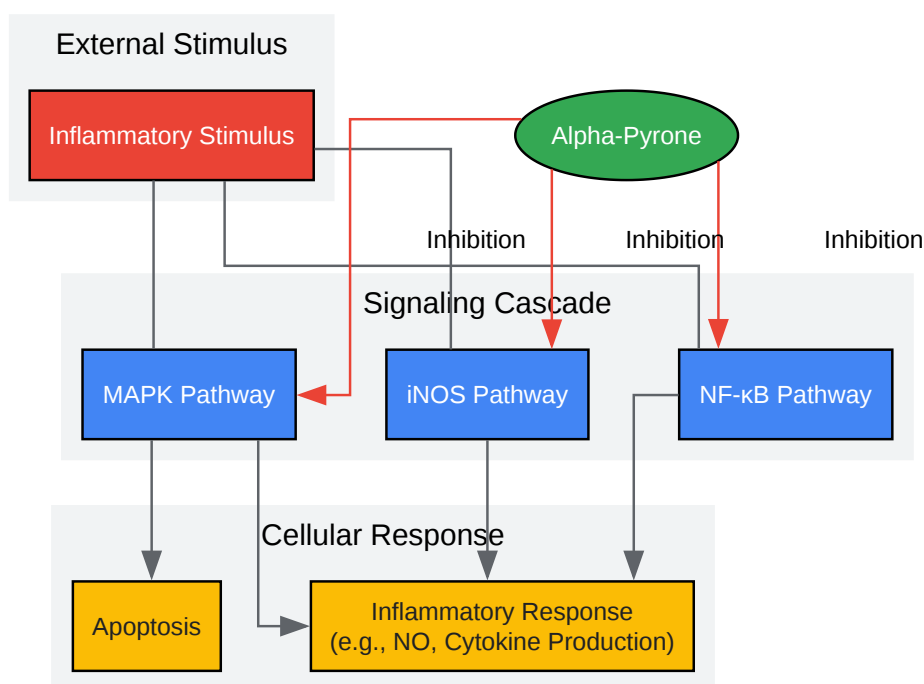 External Stimulus
Inflammatory Stimulus
Alpha-Pyrone
Inhibition
Inhibition
Inhibition
Signaling Cascade
MAPK Pathway
iNOS Pathway
NF-κB Pathway
Cellular Response
Apoptosis
Inflammatory Response
(e.g., NO, Cytokine Production)